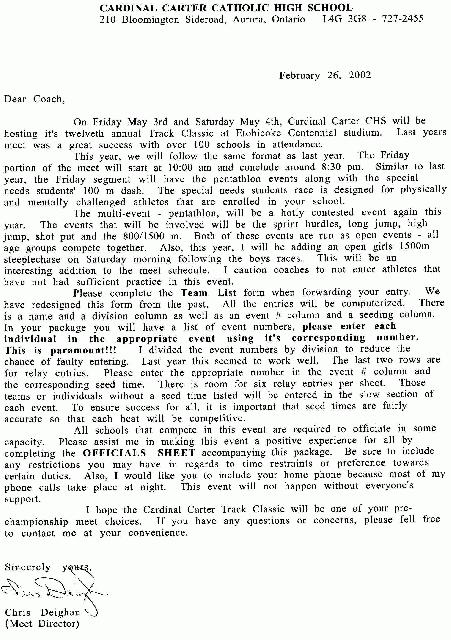 CARDINAL CARTER CATHOLIC HIGH SCHOOL
210 Bloomington Sideroad, Aurora, Ontario L4G 3G8 - 727-2455
February 26, 2002
Dear Coach,
On Friday May 3rd and Saturday May 4th, Cardinal Carter CHS will be
hosting it's twelveth annual Track Classic at Etobicoke Centenial stadium. Last years
meet was a great success with over 100 schools in attendance.
This year, we will follow the same format as last year. The Friday
portion of the meet will start at 10:00 am and conclude around 8:30 pm. Similar to last
year, the Friday segment will have the pentathlon events along with the special
needs students' 100 m dash. The special needs students race is designed for physically
and mentally challenged athletes that are enrolled in your school.
The multi-event - pentathlon, will be a hotly contested event again this
year. The events that will be involved will be the sprint hurdles, long jump, high
jump, shot put and the 800/1500 m. Both of these events are run as open events - all
age groups compete together. Also, this year, I will be adding an open girls 1500m
steeplechase on Saturday morning following the boys races. This will be an
interesting addition to the meet schedule. I caution coaches to not enter athletes that
have not had sufficient practice in this event.
Please complete the Team List form when forwarding your entry. We
have redesigned this form from the past. All the entries will be computerized. There
is a name and a division column as well as an event # column and a seeding column.
In your package you will have a list of event numbers, please enter each
individual in the appropriate event using it's corresponding number.
This is paramount!!! I divided the event numbers by division to reduce the
chance of faulty entering. Last year this seemed to work well. The last two rows are
for relay entries. Please enter the appropriate number in the event # column and
the corresponding seed time. There is room for six relay entries per sheet. Those
teams or individuals without a seed time listed will be entered in the slow section of
each event. To ensure success for all, it is important that seed times are fairly
accurate so that each heat will be competitive.
All schools that compete in this event are required to officiate in some
capacity. Please assist me in making this event a positive experience for all by
completing the OFFICIALS SHEET accompanying this package. Be sure to include
any restrictions you may have in regards to time restraints or preference towards
certain duties. Also, I would like you to include your home phone because most of my
phone calls take place at night. This event will not happen without everyone's
support.
I hope the Cardinal Carter Track Classic will be one of your pre-
championship meet choices. If you have any questions or concerns, please fell free
to contact me at your convenience.
Sincerely yours,
Chris Deighan
(Meet Director)